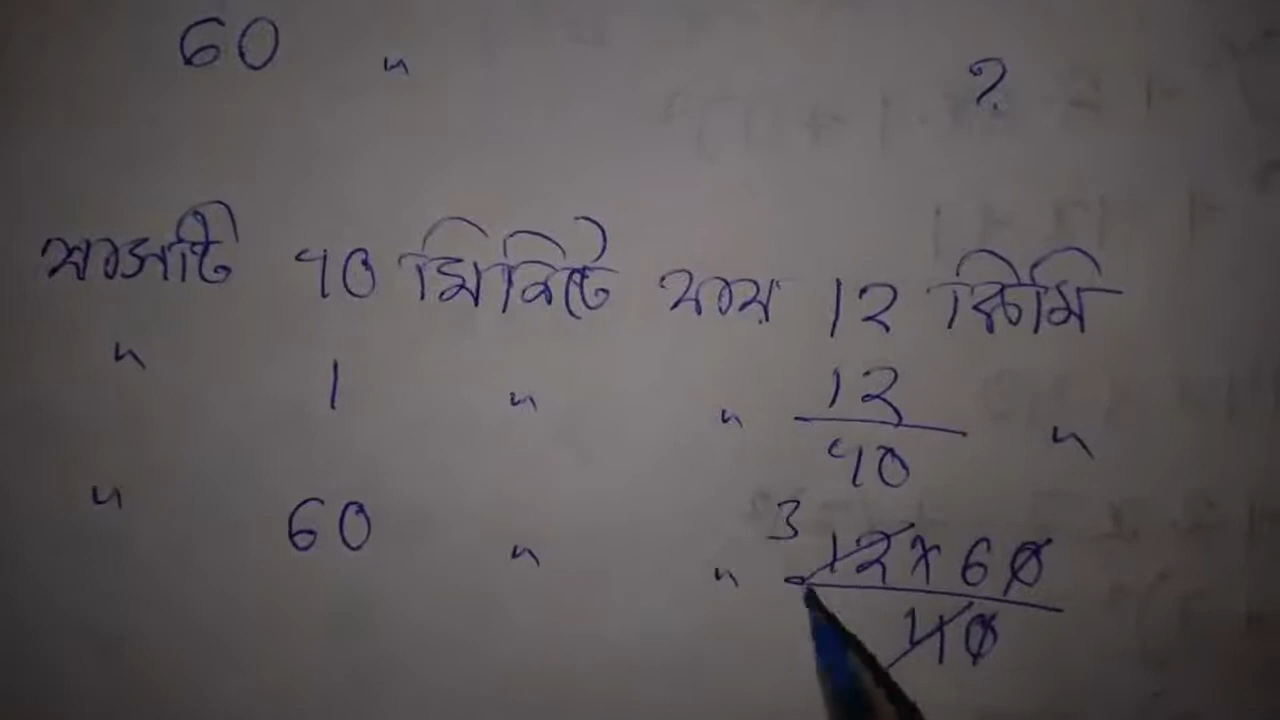 60 "
?
বাসটি 40 মিনিটে যায় 12 কিমি
" 1 " " 12/40 "
" 60 " " 3 12×60/40